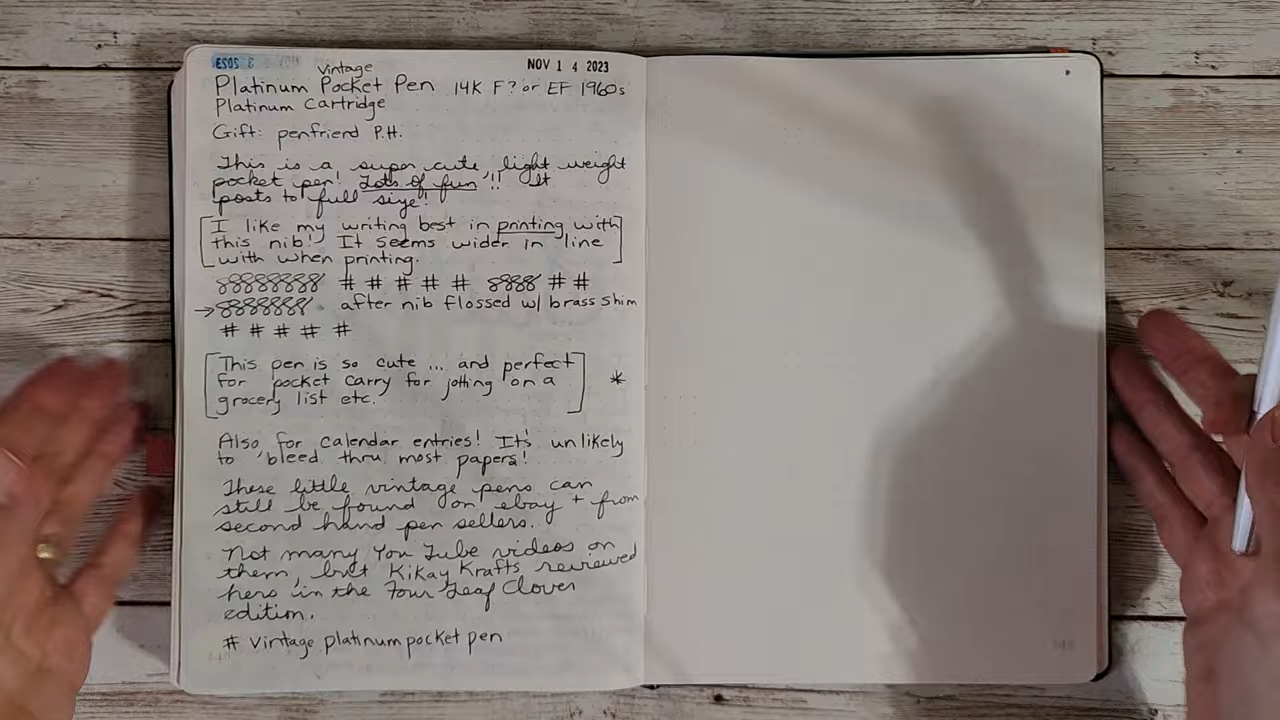 NOV 1 4 2023
Vintage
Platinum Pocket Pen 14K F? or EF 1960s
Platinum Cartridge
Gift: penfriend P.H.
This is a super cute, light weight
pocket pen! Lots of fun!! It
posts to full size!
[I like my writing best in printing with
this nib! It seems wider in line
with when printing.]
88888888 # # # # # 8888 # #
→8888888 . after nib flossed w/ brass shim
# # # # #
[This pen is so cute ... and perfect
for pocket carry for jotting on a *
grocery list etc.]
Also for calendar entries! It's unlikely
to bleed thru most papers!
These little vintage pens can
still be found on ebay + from
second hand pen sellers.
Not many You Tube videos on
them, but Kikay Krafts reviewed
hers in the Four Leaf Clover
edition.
# vintage platinum pocket pen